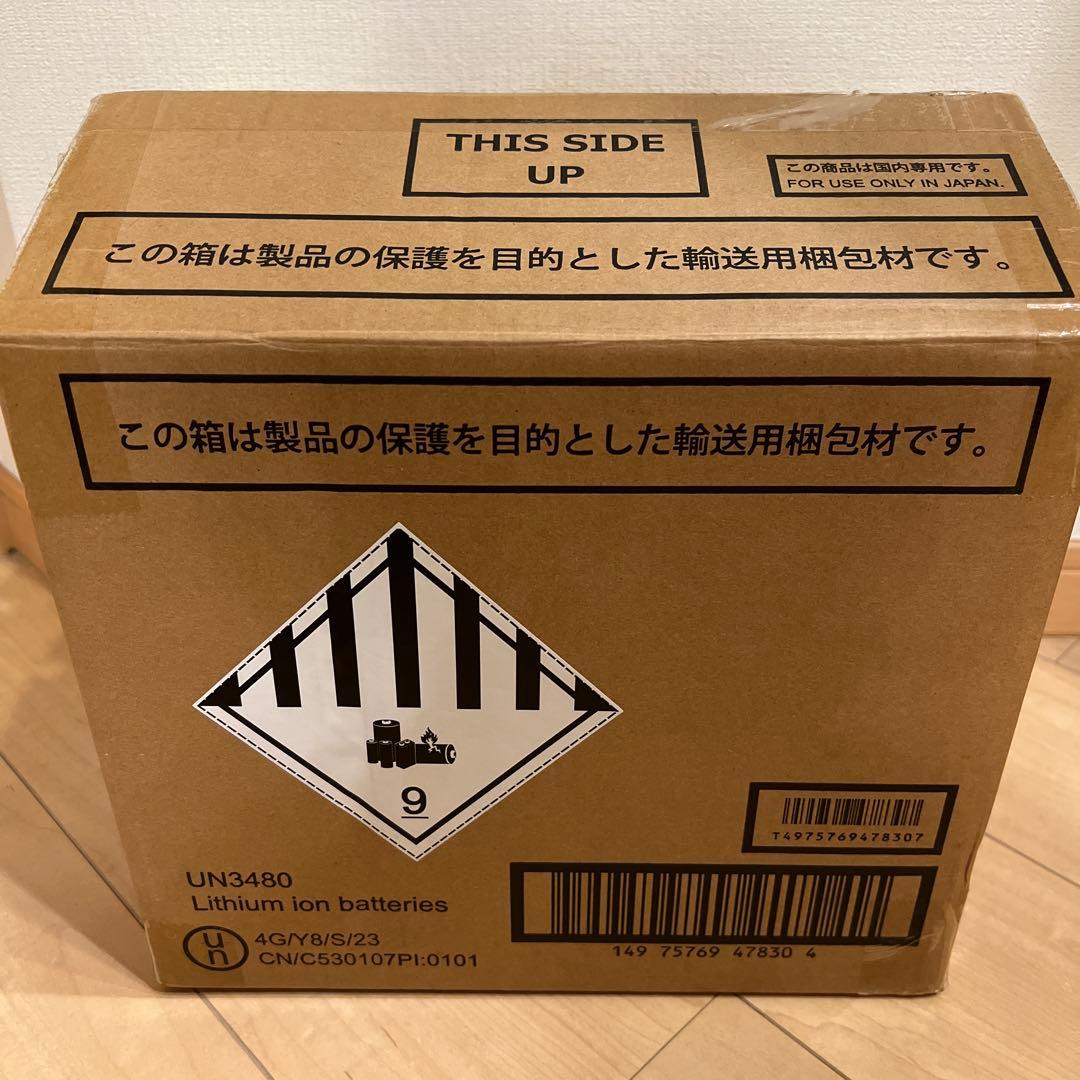 THIS SIDE
UP
この商品は国内専用です。
FOR USE ONLY IN JAPAN.
この箱は製品の保護を目的とした輸送用梱包材です。
この箱は製品の保護を目的とした輸送用梱包材です。
9
T4975769478307
UN3480
Lithium ion batteries
un
4G/Y8/S/23
CN/C530107PI:0101
149 75769 47830 4